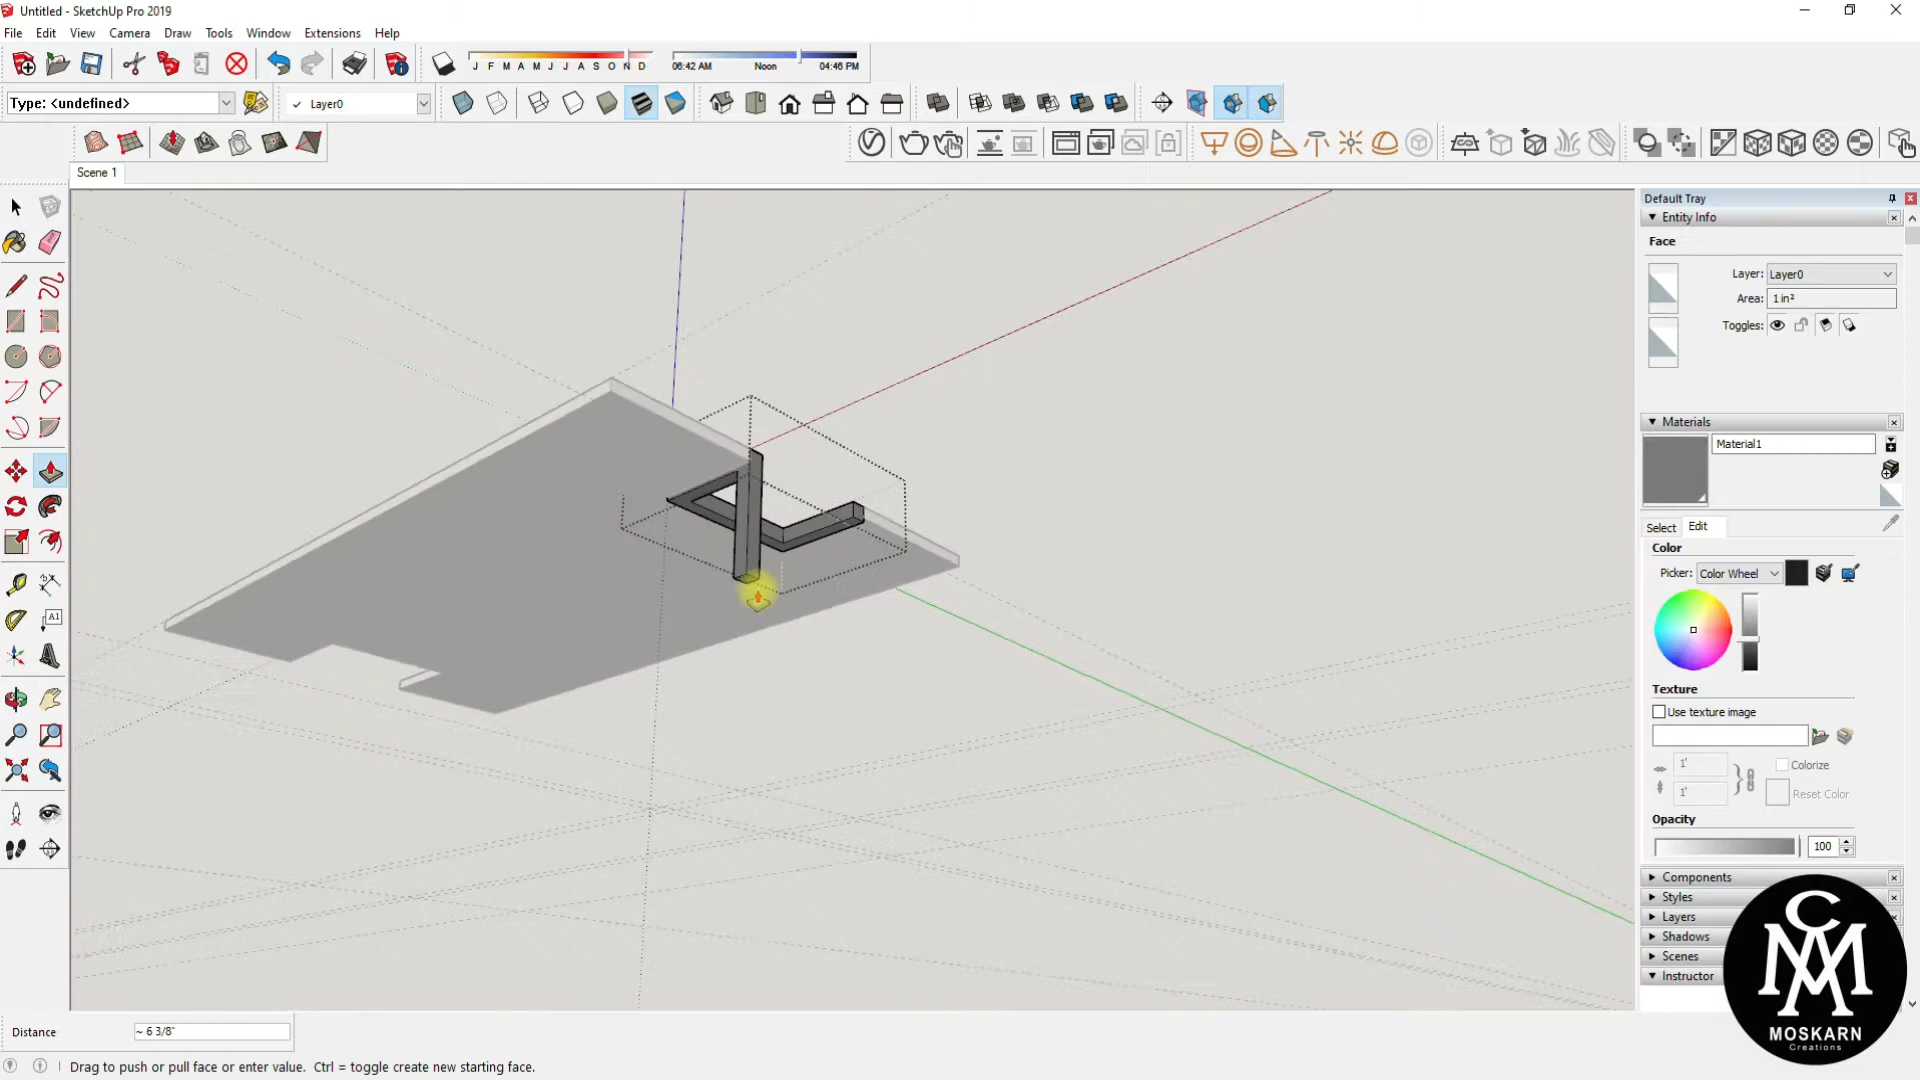 Untitled - SketchUp Pro 2019
File Edit View Camera Draw Tools Window Extensions Help
J F M A M J J A S O N D
06:42 AM Noon 04:46 PM
Type: <undefined>
Layer0
Scene 1
Default Tray
Entity Info
Face
Layer: Layer0
Area: 1 in²
Toggles:
Materials
Material1
Select Edit
Color
Picker: Color Wheel
Texture
Use texture image
1'
Colorize
1'
Reset Color
Opacity
100
Components
Styles
Layers
Shadows
Scenes
Instructor
A1
CMA
MOSKARN
Creations
Distance ~ 6 3/8"
Drag to push or pull face or enter value. Ctrl = toggle create new starting face.